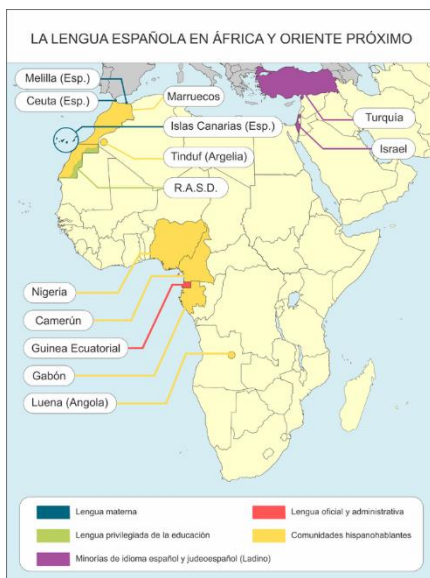 LA LENGUA ESPAÑOLA EN ÁFRICA Y ORIENTE PRÓXIMO
Melilla (Esp.)
Ceuta (Esp.)
Marruecos
Islas Canarias (Esp.)
Turquía
Tinduf (Argelia)
Israel
R.A.S.D.
Nigeria
Camerún
Guinea Ecuatorial
Gabón
Luena (Angola)
Lengua materna
Lengua oficial y administrativa
Lengua privilegiada de la educación
Comunidades hispanohablantes
Minorías de idioma español y judeoespañol (Ladino)